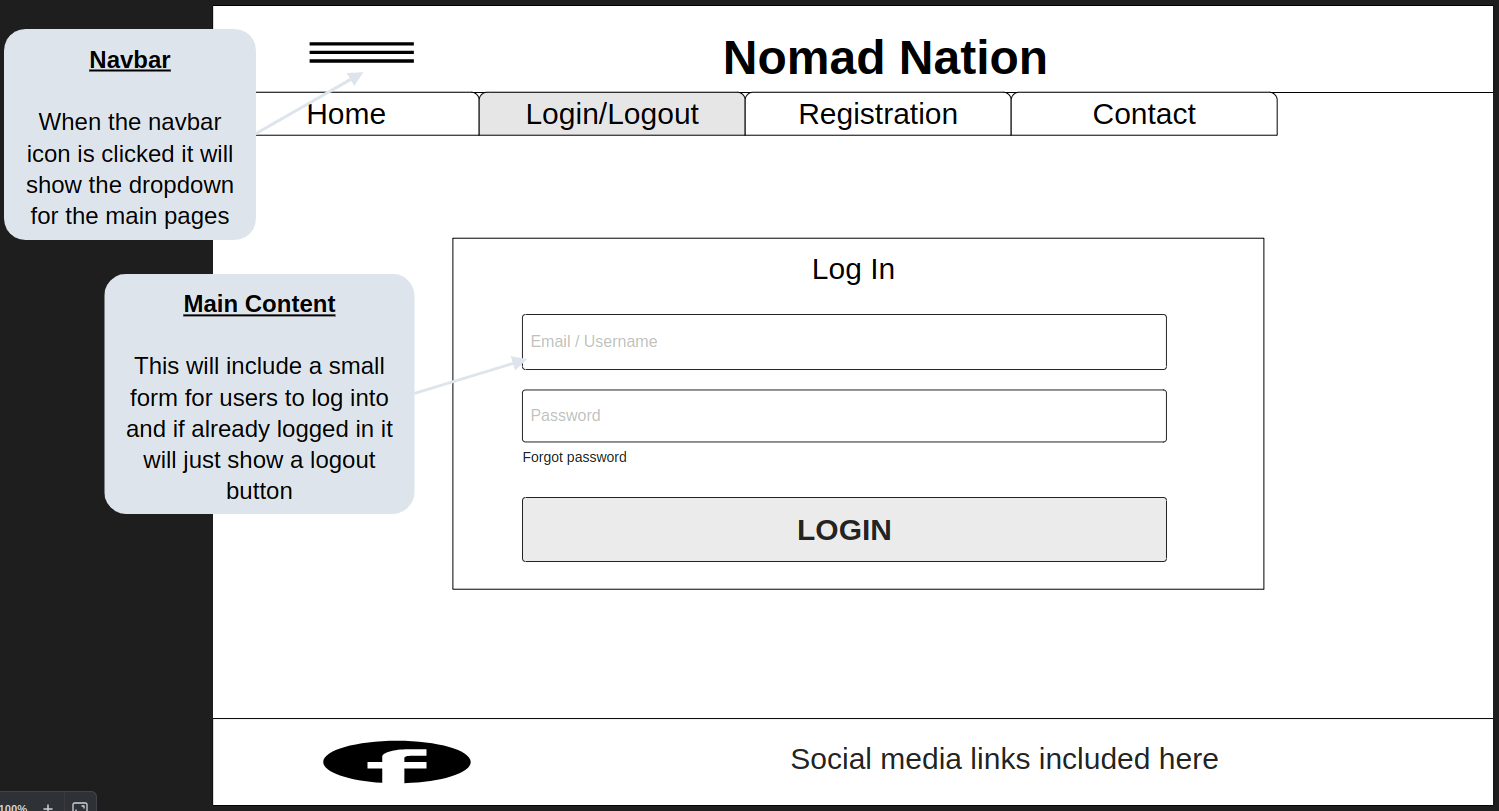 Nomad Nation
Home
Login/Logout
Registration
Contact
Navbar
When the navbar
icon is clicked it will
show the dropdown
for the main pages
Main Content
This will include a small
form for users to log into
and if already logged in it
will just show a logout
button
Log In
Email / Username
Password
Forgot password
LOGIN
f
Social media links included here
100%
+